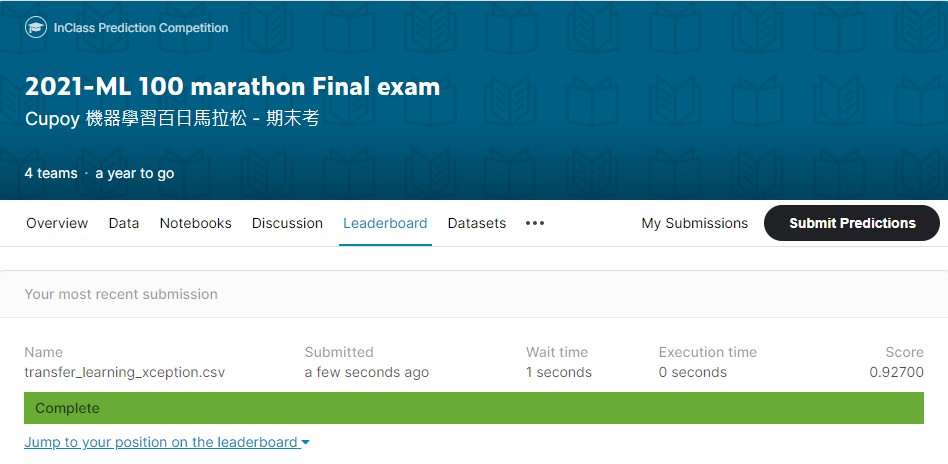 InClass Prediction Competition
2021-ML 100 marathon Final exam
Cupoy 機器學習百日馬拉松 - 期末考
4 teams · a year to go
Overview Data Notebooks Discussion Leaderboard Datasets ••• My Submissions Submit Predictions
Your most recent submission
Name Submitted Wait time Execution time Score
transfer_learning_xception.csv a few seconds ago 1 seconds 0 seconds 0.92700
Complete
Jump to your position on the leaderboard